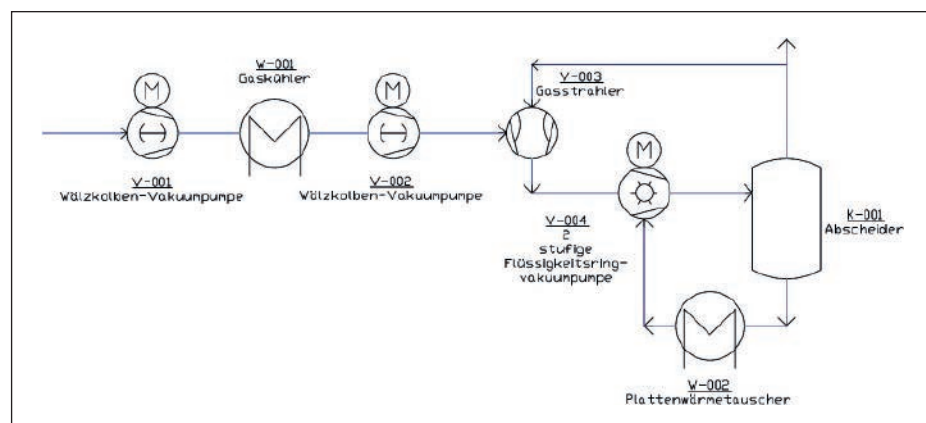 W-001
Gaskühler
M
M
V-003
Gasstrahler
M
V-001
Wälzkolben-Vakuumpumpe
V-002
Wälzkolben-Vakuumpumpe
V-004
2
stufige
Flüssigkeitsring-
vakuumpumpe
K-001
Abscheider
W-002
Plattenwärmetauscher